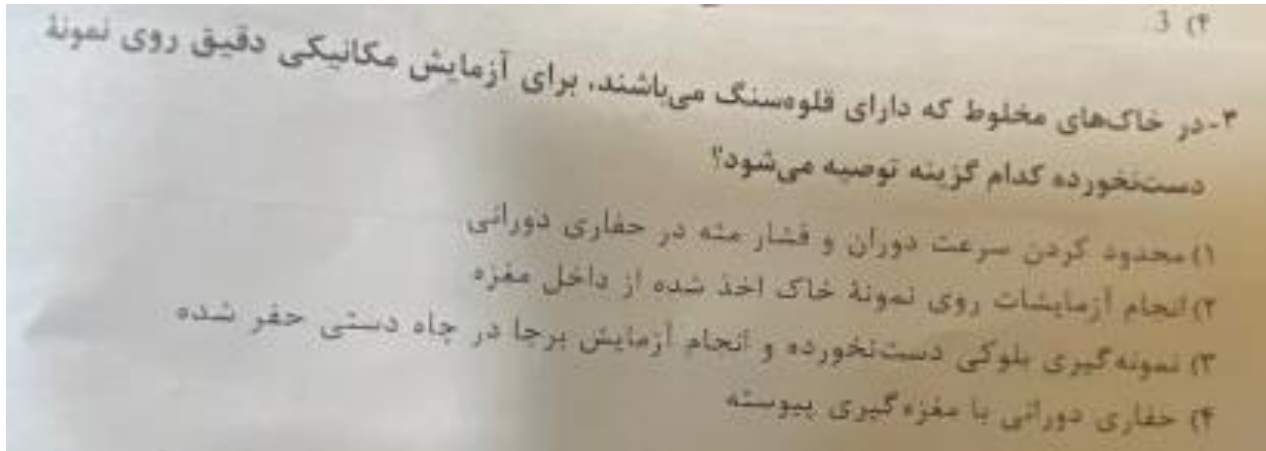 3 (۴
۳-در خاک‌های مخلوط که دارای قلوه‌سنگ می‌باشند، برای آزمایش مکانیکی دقیق روی نمونهٔ
دست‌نخورده کدام گزینه توصیه می‌شود؟
۱) محدود کردن سرعت دوران و فشار مته در حفاری دورانی
۲) انجام آزمایشات روی نمونهٔ خاک اخذ شده از داخل مغزه
۳) نمونه‌گیری بلوکی دست‌نخورده و انجام آزمایش برجا در چاه دستی حفر شده
۴) حفاری دورانی با مغزه‌گیری پیوسته